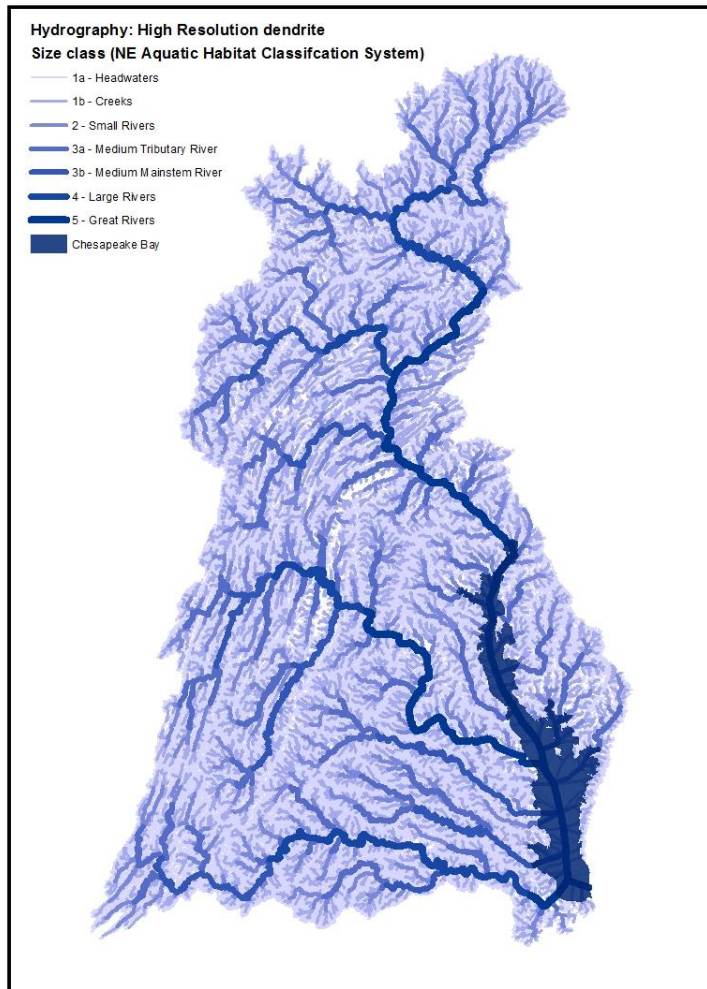 Hydrography: High Resolution dendrite
Size class (NE Aquatic Habitat Classifcation System)
1a - Headwaters
1b - Creeks
2 - Small Rivers
3a - Medium Tributary River
3b - Medium Mainstem River
4 - Large Rivers
5 - Great Rivers
Chesapeake Bay